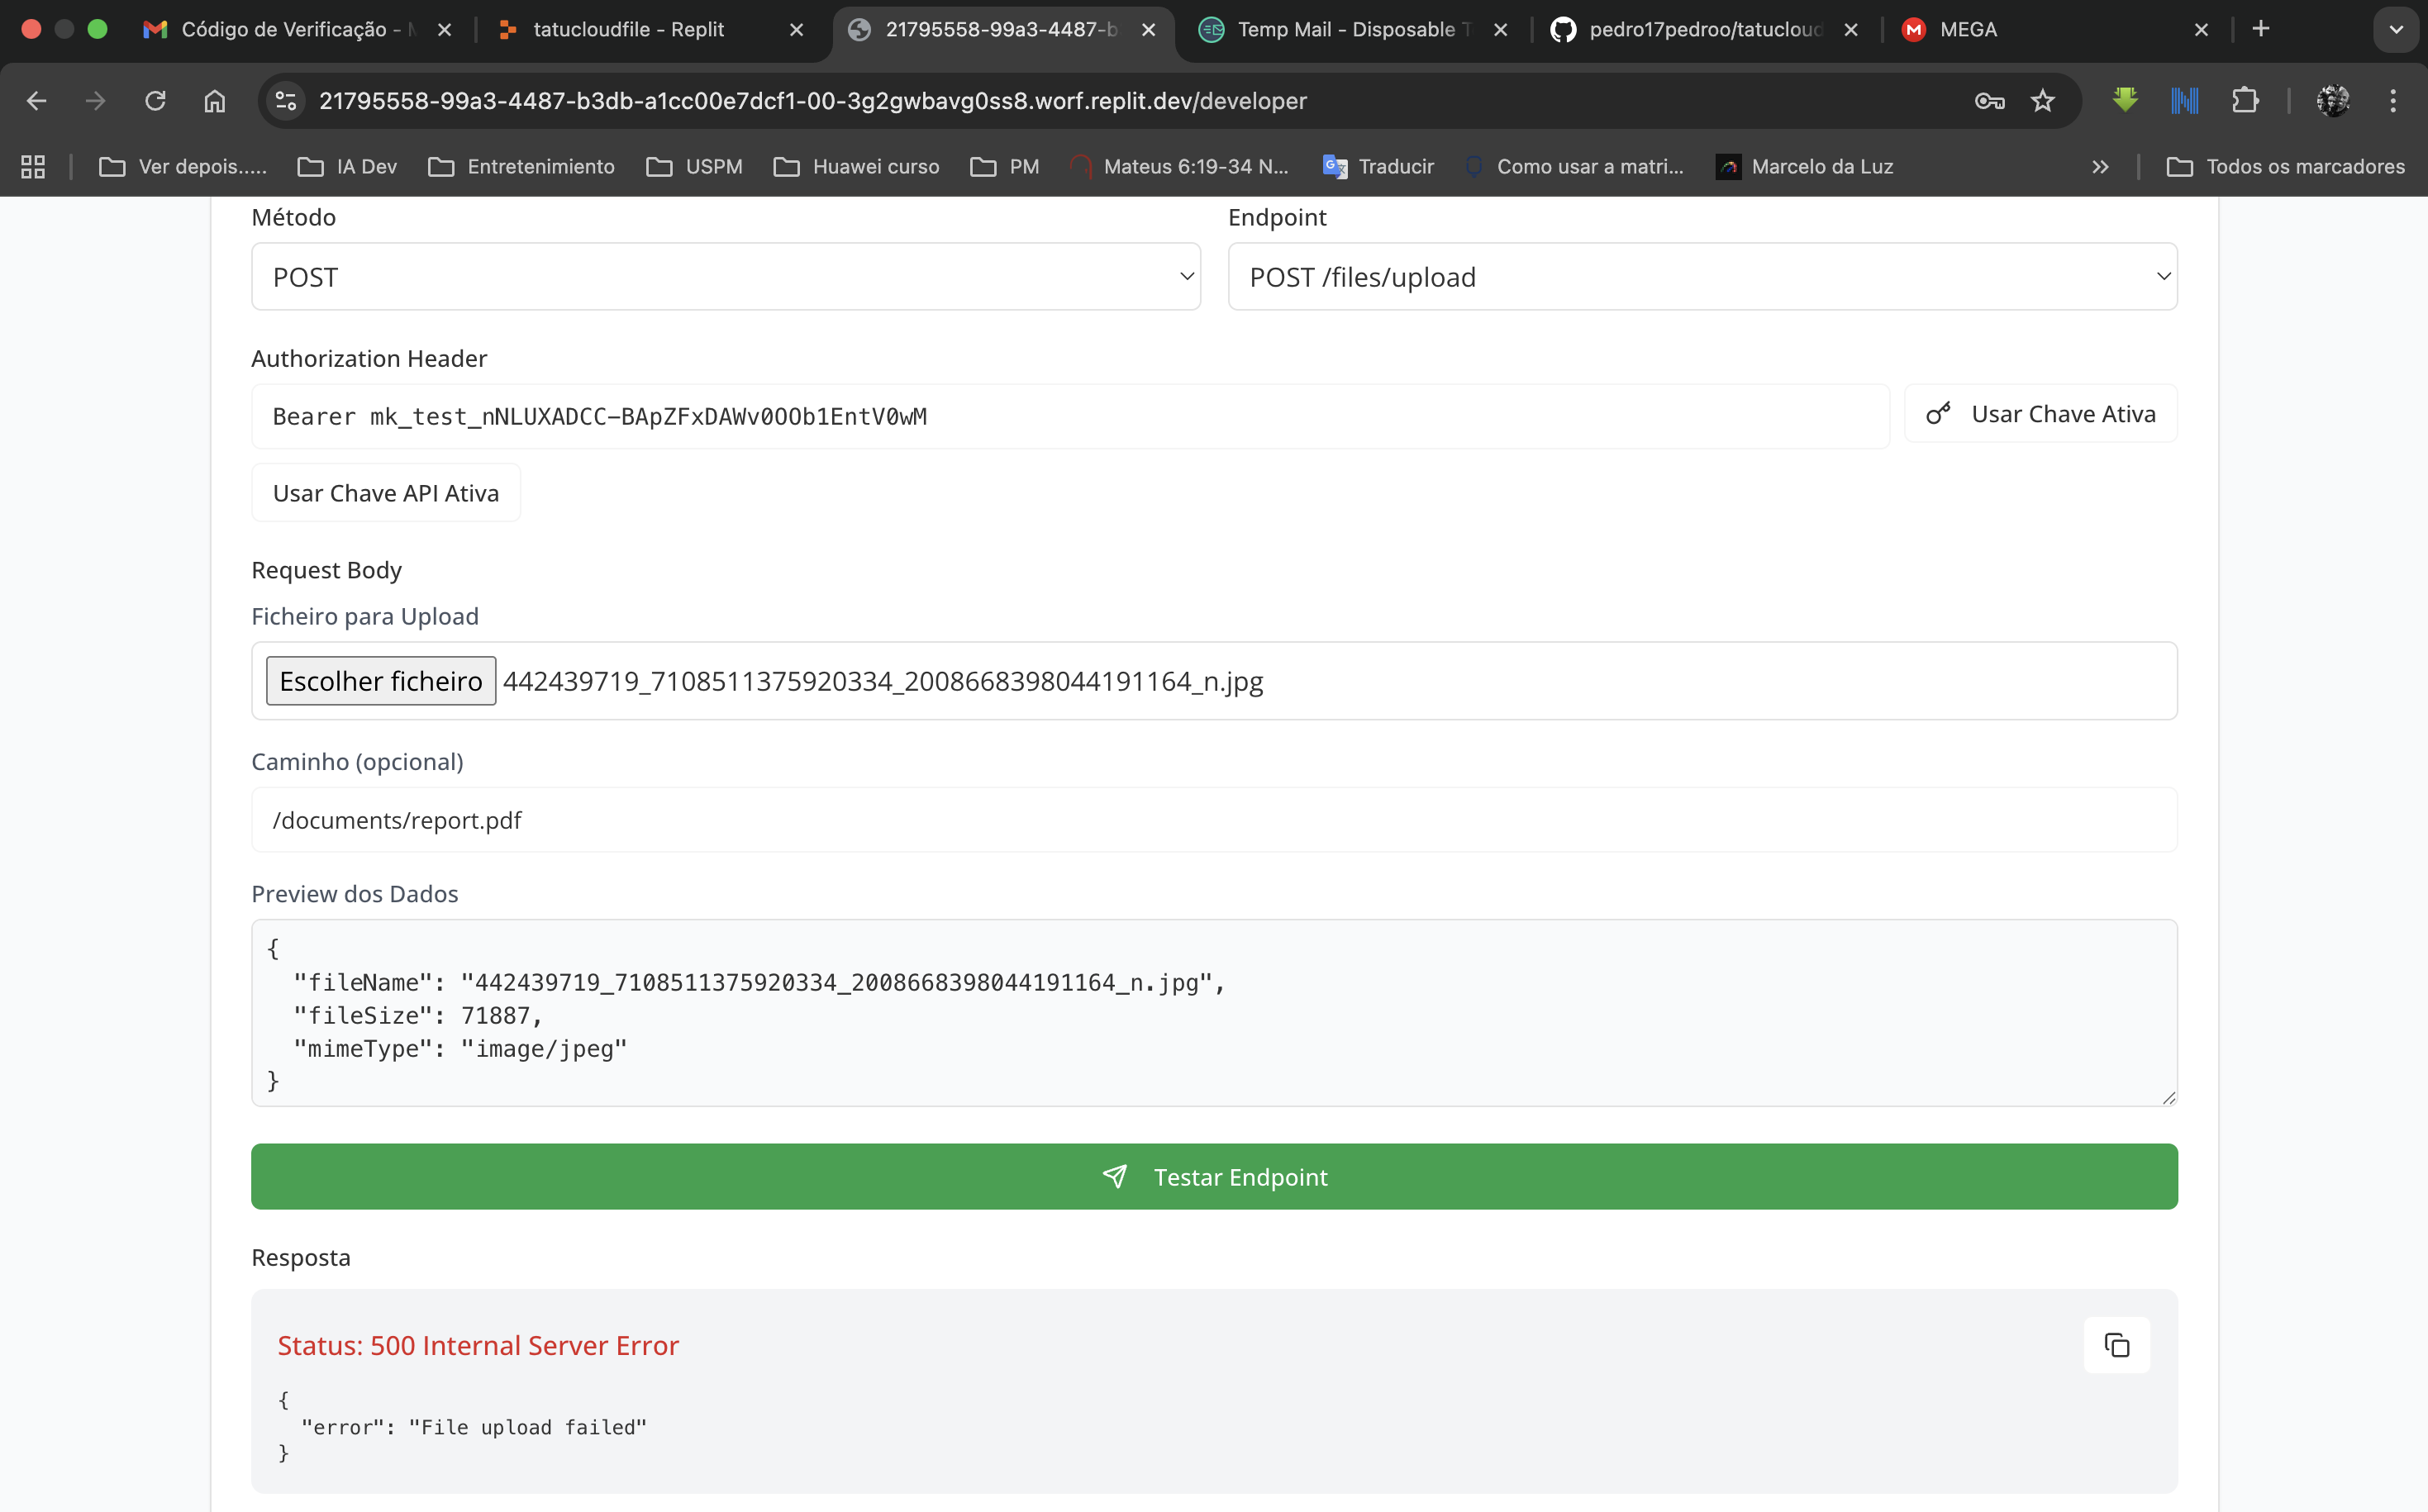 Código de Verificação - M
tatucloudfile - Replit
21795558-99a3-4487-b
Temp Mail - Disposable T
pedro17pedroo/tatucloud
MEGA
21795558-99a3-4487-b3db-a1cc00e7dcf1-00-3g2gwbavg0ss8.worf.replit.dev/developer
Ver depois.....
IA Dev
Entretenimiento
USPM
Huawei curso
PM
Mateus 6:19-34 N...
Traducir
Como usar a matri...
Marcelo da Luz
Todos os marcadores
Método
Endpoint
POST
POST /files/upload
Authorization Header
Bearer mk_test_nNLUXADCC-BApZFxDAWv0OOb1EntV0wM
Usar Chave Ativa
Usar Chave API Ativa
Request Body
Ficheiro para Upload
Escolher ficheiro 442439719_7108511375920334_2008668398044191164_n.jpg
Caminho (opcional)
/documents/report.pdf
Preview dos Dados
{
"fileName": "442439719_7108511375920334_2008668398044191164_n.jpg",
"fileSize": 71887,
"mimeType": "image/jpeg"
}
Testar Endpoint
Resposta
Status: 500 Internal Server Error
{
"error": "File upload failed"
}